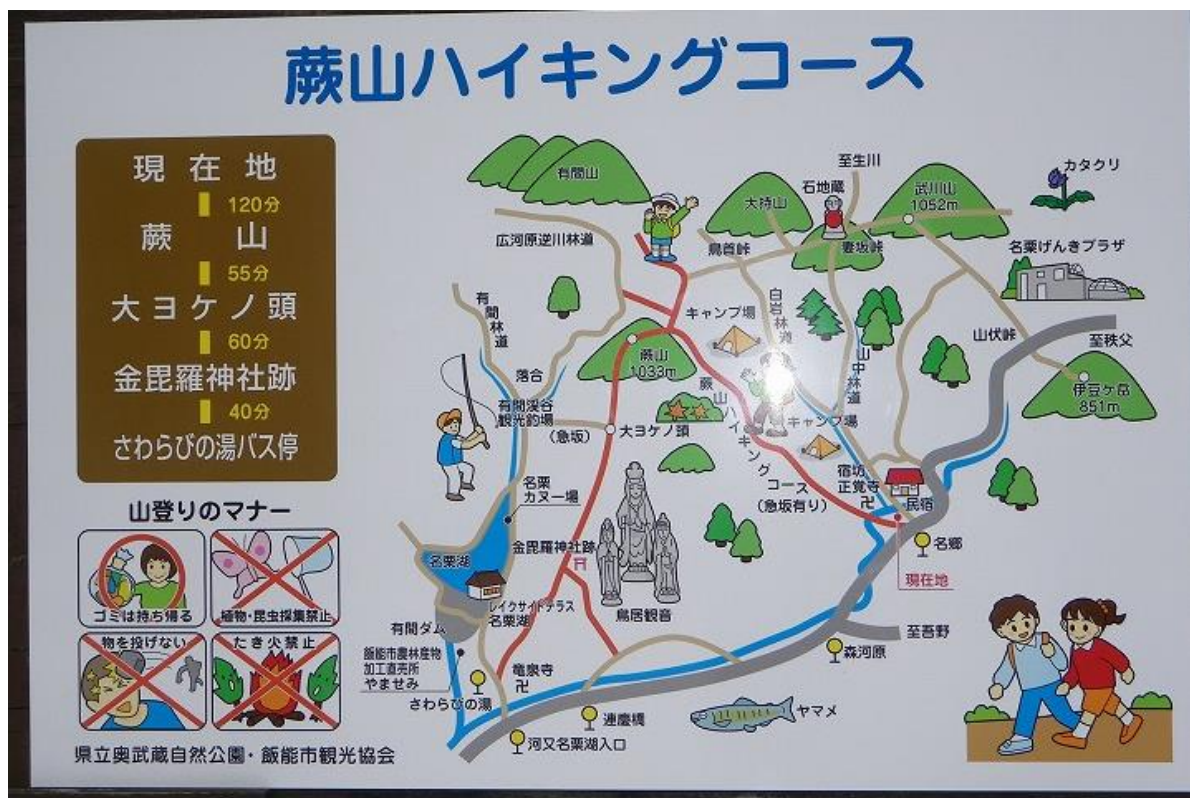 蕨山ハイキングコース
現在地
120分
蕨山
55分
大ヨケノ頭
60分
金毘羅神社跡
40分
さわらびの湯バス停
山登りのマナー
ゴミは持ち帰る
植物・昆虫採集禁止
物を投げない
たき火禁止
県立奥武蔵自然公園・飯能市観光協会
有間山
広河原逆川林道
大持山
石地蔵
至生川
武川山
1052m
カタクリ
鳥首峠
妻坂峠
名栗げんきプラザ
有間林道
キャンプ場
白岩林道
山中林道
山伏峠
至秩父
蕨山
1033m
落合
伊豆ケ岳
851m
有間渓谷
観光釣場
(急坂)
大ヨケノ頭
蕨山ハイキングコース
(急坂有り)
キャンプ場
宿坊
正覚寺
卍
民宿
名栗
カヌー場
名郷
現在地
金毘羅神社跡
名栗湖
レイクサイドテラス
名栗湖
鳥居観音
有間ダム
飯能市農林産物
加工直売所
やませみ
至吾野
森河原
竜泉寺
卍
さわらびの湯
連慶橋
ヤマメ
河又名栗湖入口